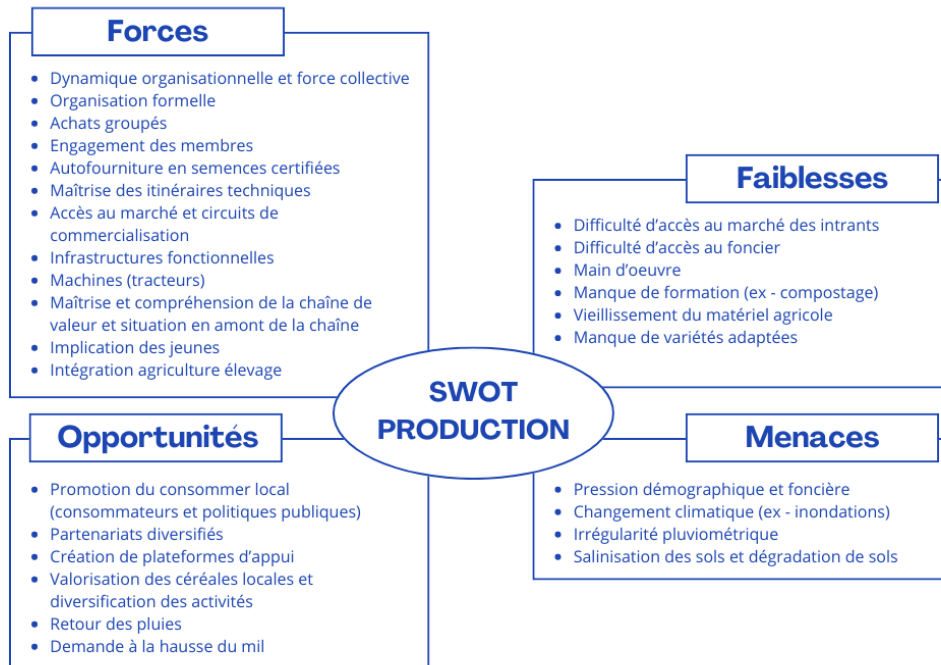 Forces
• Dynamique organisationnelle et force collective
• Organisation formelle
• Achats groupés
• Engagement des membres
• Autofourniture en semences certifiées
• Maîtrise des itinéraires techniques
• Accès au marché et circuits de
commercialisation
• Infrastructures fonctionnelles
• Machines (tracteurs)
• Maîtrise et compréhension de la chaîne de
valeur et situation en amont de la chaîne
• Implication des jeunes
• Intégration agriculture élevage
Faiblesses
• Difficulté d'accès au marché des intrants
• Difficulté d'accès au foncier
• Main d'oeuvre
• Manque de formation (ex - compostage)
• Vieillissement du matériel agricole
• Manque de variétés adaptées
SWOT
PRODUCTION
Opportunités
• Promotion du consommer local
(consommateurs et politiques publiques)
• Partenariats diversifiés
• Création de plateformes d'appui
• Valorisation des céréales locales et
diversification des activités
• Retour des pluies
• Demande à la hausse du mil
Menaces
• Pression démographique et foncière
• Changement climatique (ex - inondations)
• Irrégularité pluviométrique
• Salinisation des sols et dégradation de sols